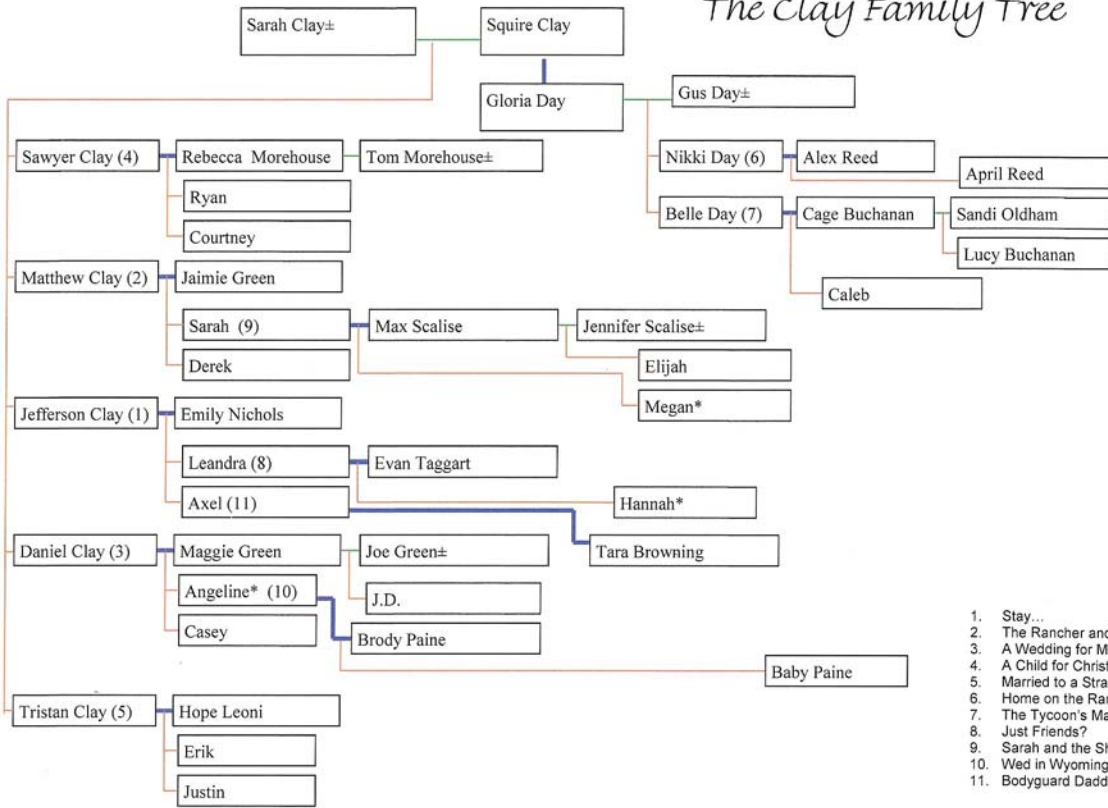 The Clay Family Tree
Sarah Clay±
Squire Clay
Gloria Day
Gus Day±
Sawyer Clay (4)
Rebecca Morehouse
Tom Morehouse±
Nikki Day (6)
Alex Reed
April Reed
Ryan
Belle Day (7)
Cage Buchanan
Sandi Oldham
Courtney
Lucy Buchanan
Matthew Clay (2)
Jaimie Green
Caleb
Sarah (9)
Max Scalise
Jennifer Scalise±
Derek
Elijah
Megan*
Jefferson Clay (1)
Emily Nichols
Leandra (8)
Evan Taggart
Axel (11)
Hannah*
Tara Browning
Daniel Clay (3)
Maggie Green
Joe Green±
Angeline* (10)
J.D.
Casey
Brody Paine
Baby Paine
Tristan Clay (5)
Hope Leoni
Erik
Justin
1. Stay...
2. The Rancher and
3. A Wedding for M
4. A Child for Christ
5. Married to a Stra
6. Home on the Ran
7. The Tycoon's Ma
8. Just Friends?
9. Sarah and the Sh
10. Wed in Wyoming
11. Bodyguard Dadd